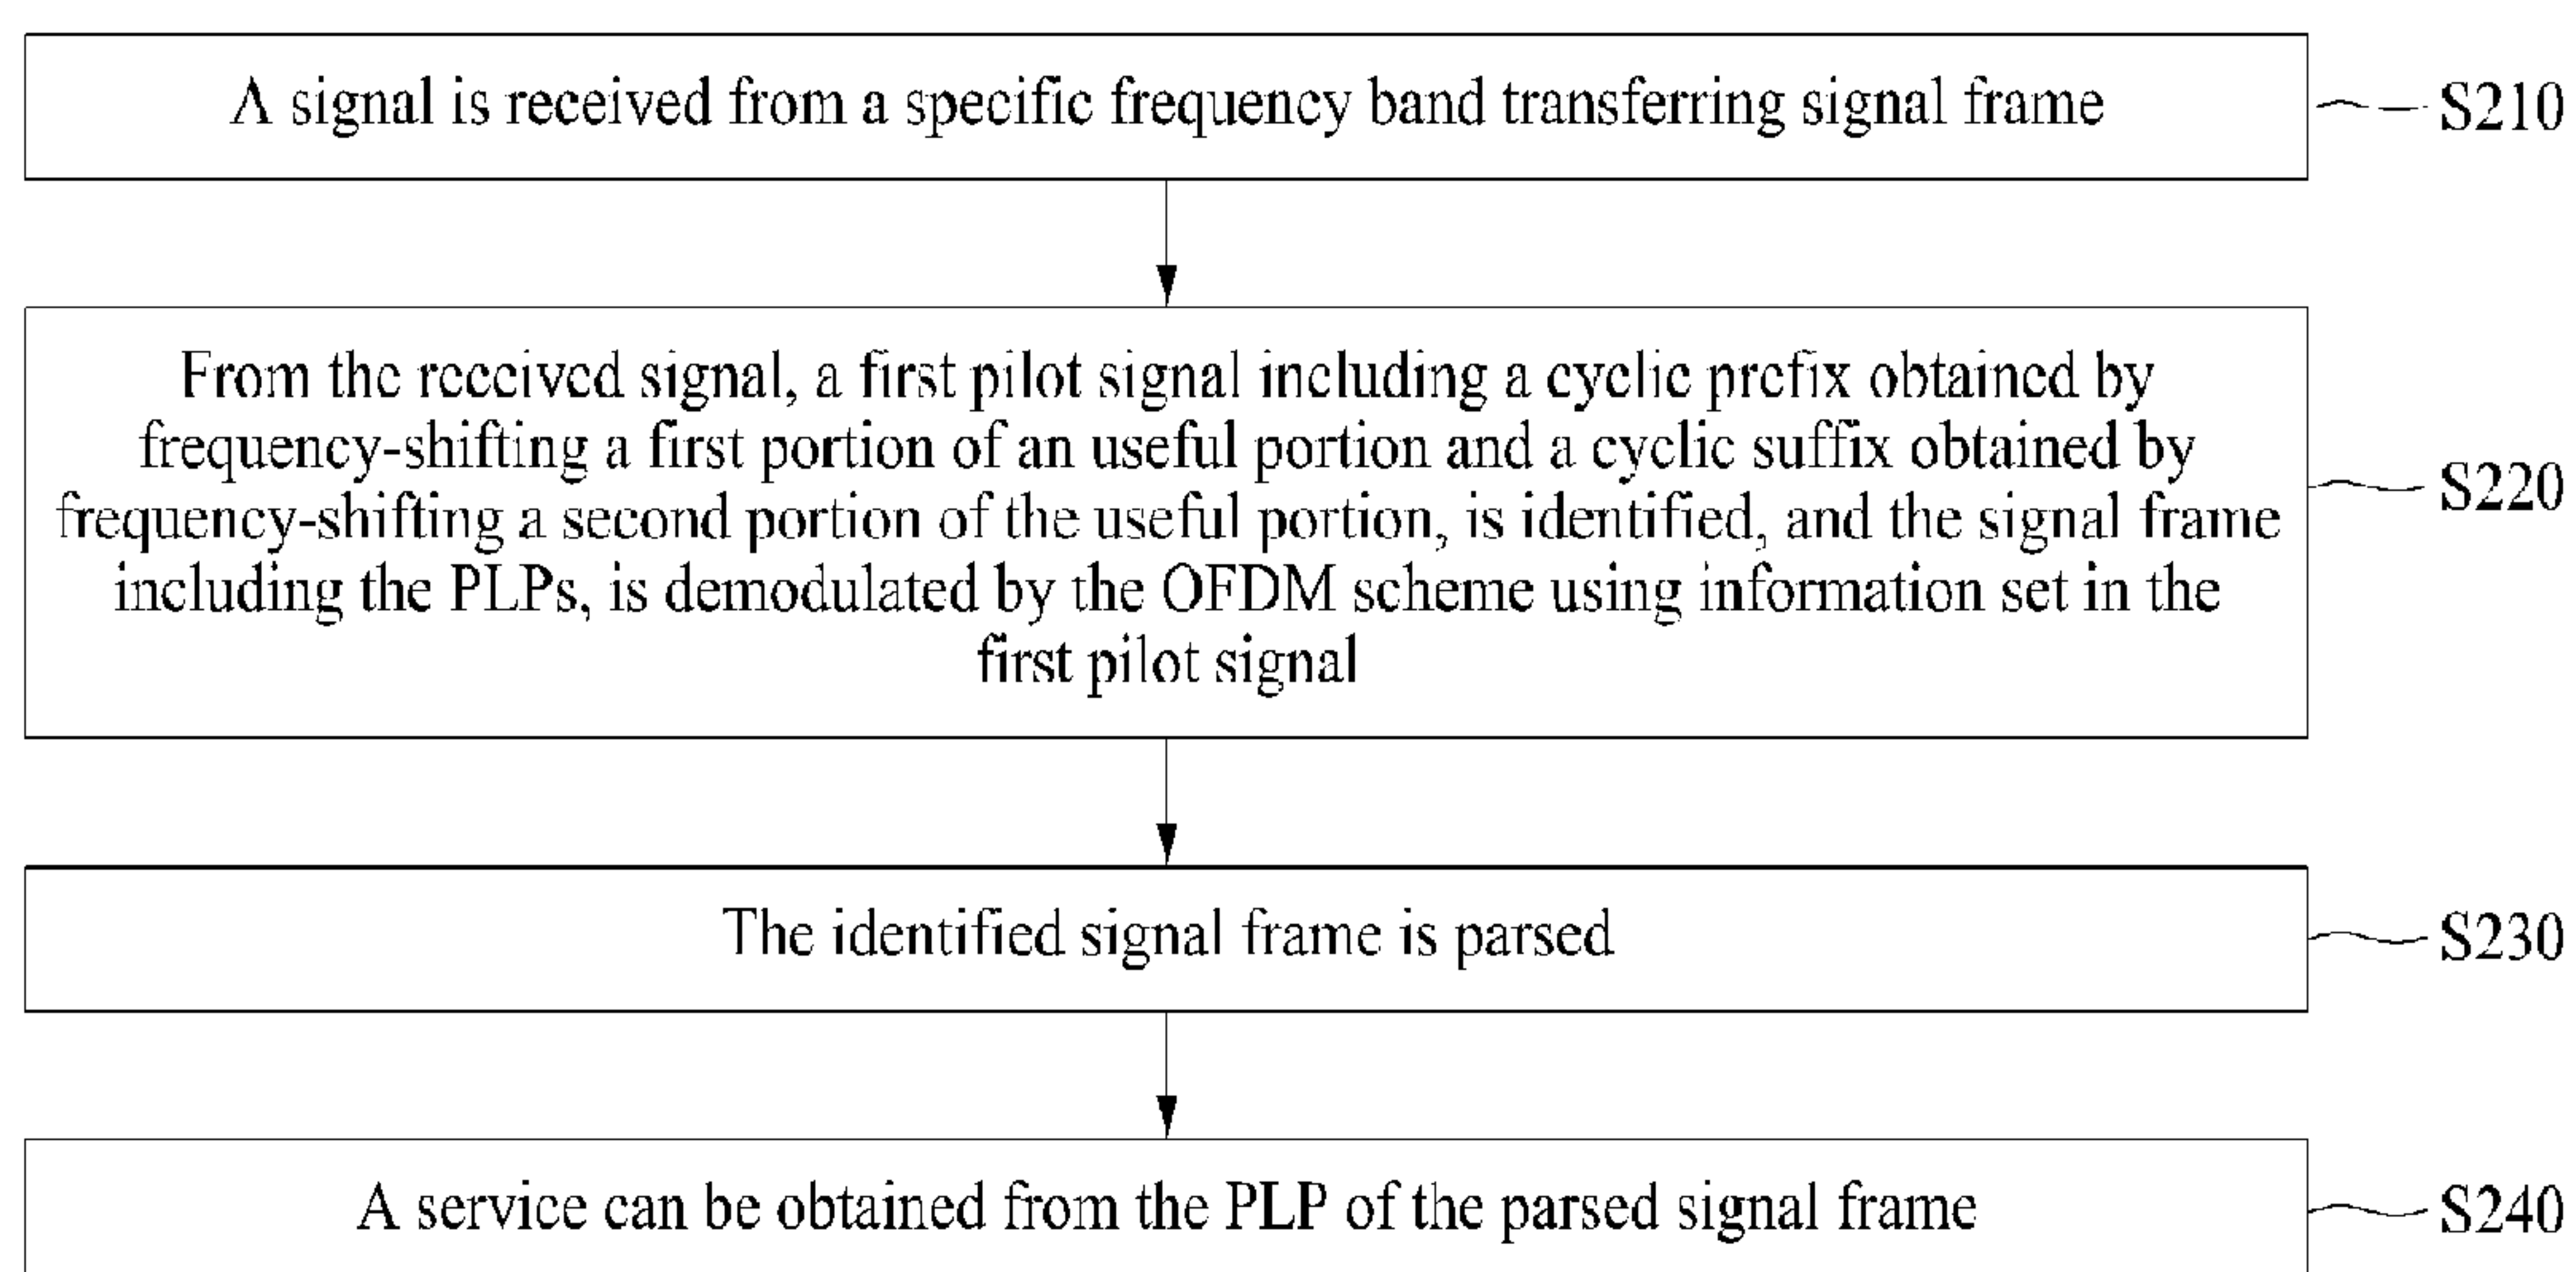 A signal is received from a specific frequency band transferring signal frame
S210
From the received signal, a first pilot signal including a cyclic prefix obtained by
frequency-shifting a first portion of an useful portion and a cyclic suffix obtained by
frequency-shifting a second portion of the useful portion, is identified, and the signal frame
including the PLPs, is demodulated by the OFDM scheme using information set in the
first pilot signal
S220
The identified signal frame is parsed
S230
A service can be obtained from the PLP of the parsed signal frame
S240